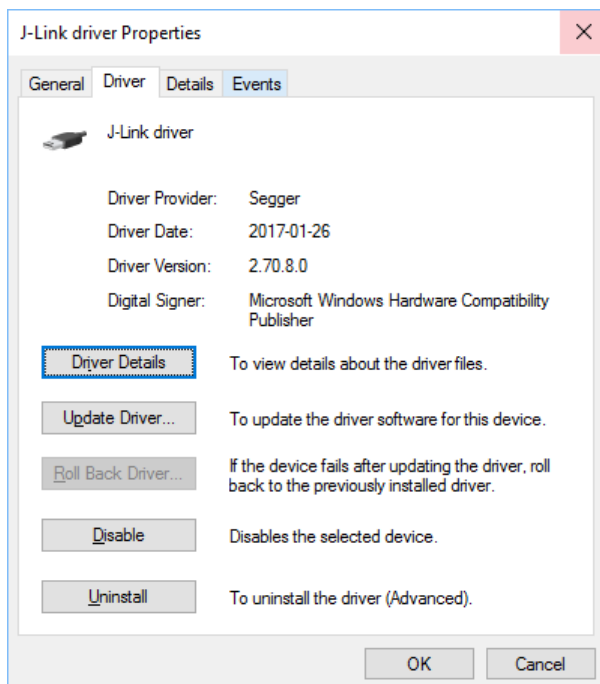 J-Link driver Properties
General Driver Details Events
J-Link driver
Driver Provider: Segger
Driver Date: 2017-01-26
Driver Version: 2.70.8.0
Digital Signer: Microsoft Windows Hardware Compatibility
Publisher
Driver Details To view details about the driver files.
Update Driver... To update the driver software for this device.
Roll Back Driver... If the device fails after updating the driver, roll
back to the previously installed driver.
Disable Disables the selected device.
Uninstall To uninstall the driver (Advanced).
OK Cancel